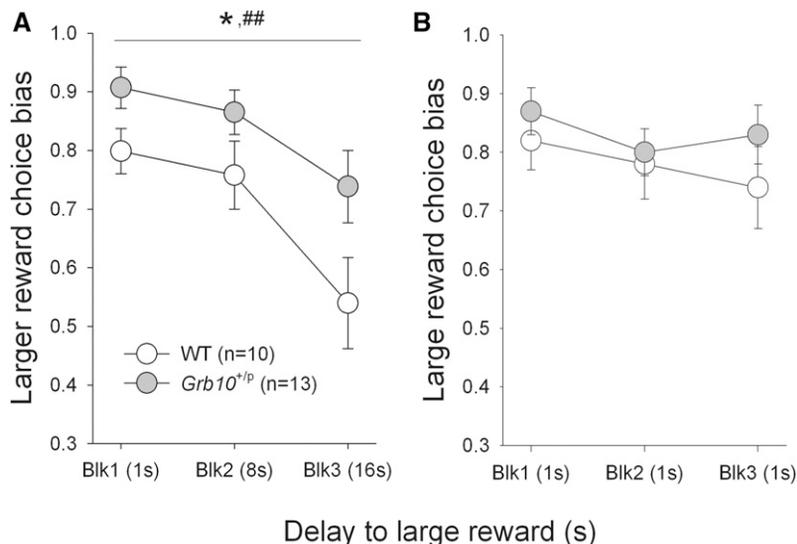 A
*,##
Larger reward choice bias
1.0
0.9
0.8
0.7
0.6
0.5
0.4
0.3
WT (n=10)
Grb10+/p (n=13)
Blk1 (1s) Blk2 (8s) Blk3 (16s)
B
Large reward choice bias
1.0
0.9
0.8
0.7
0.6
0.5
0.4
0.3
Blk1 (1s) Blk2 (1s) Blk3 (1s)
Delay to large reward (s)